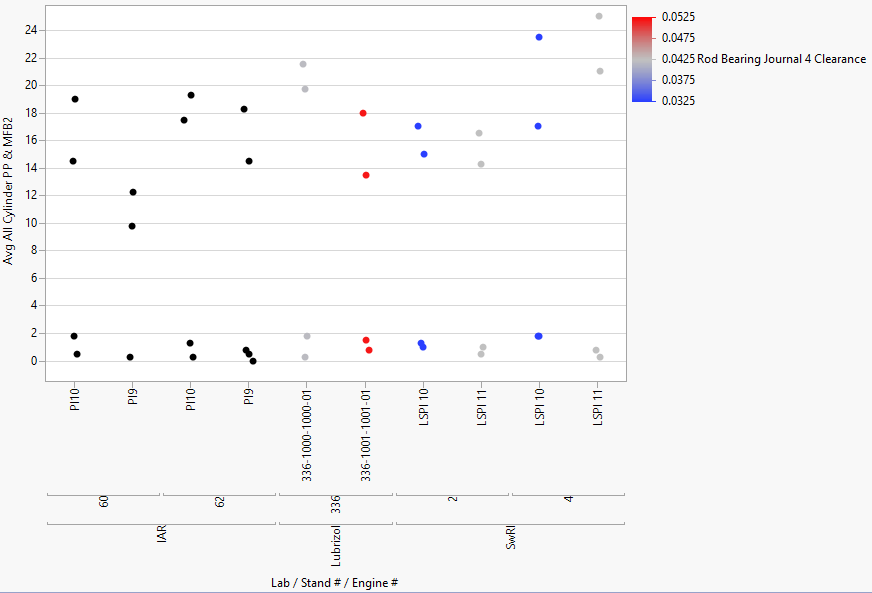 Avg All Cylinder PP & MFB2
24
22
20
18
16
14
12
10
8
6
4
2
0
0.0525
0.0475
0.0425
0.0375
0.0325
Rod Bearing Journal 4 Clearance
PI10
PI9
PI10
PI9
336-1000-1000-01
336-1001-1001-01
LSPI 10
LSPI 11
LSPI 10
LSPI 11
60
62
336
2
4
IAR
Lubrizol
SwRI
Lab / Stand # / Engine #